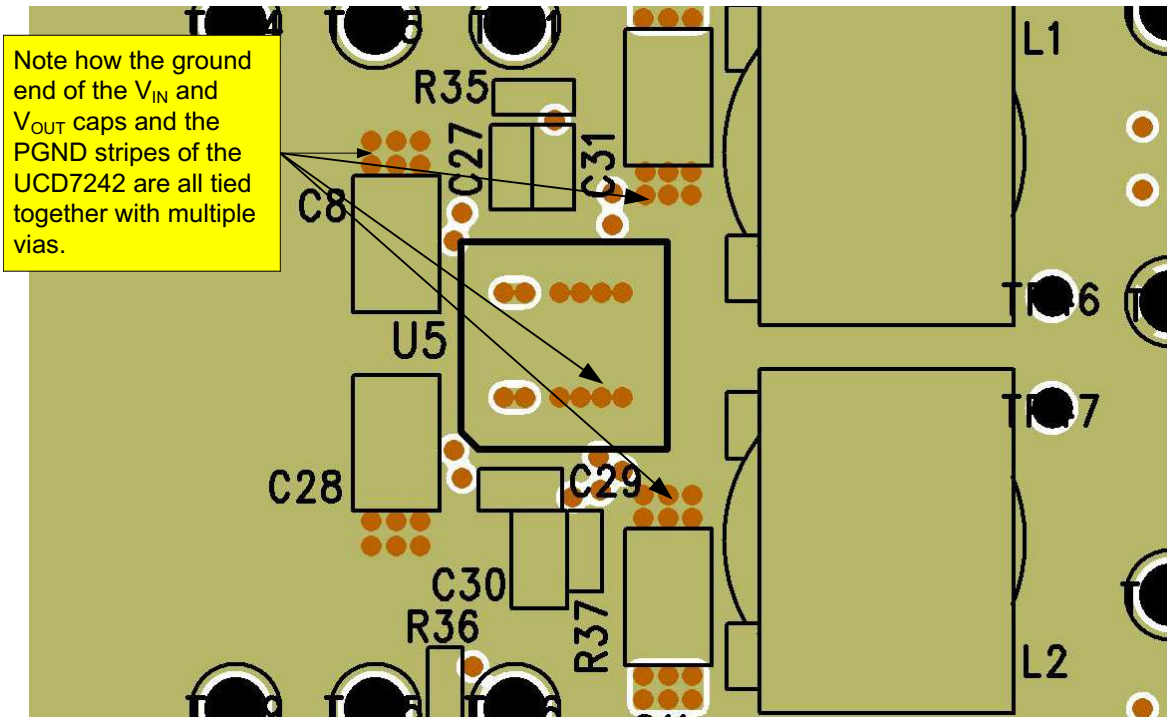 L1
Note how the ground
end of the VIN and
VOUT caps and the
PGND stripes of the
UCD7242 are all tied
together with multiple
vias.
R35
C27
C31
C8
U5
C28
C29
C30
R37
R36
L2